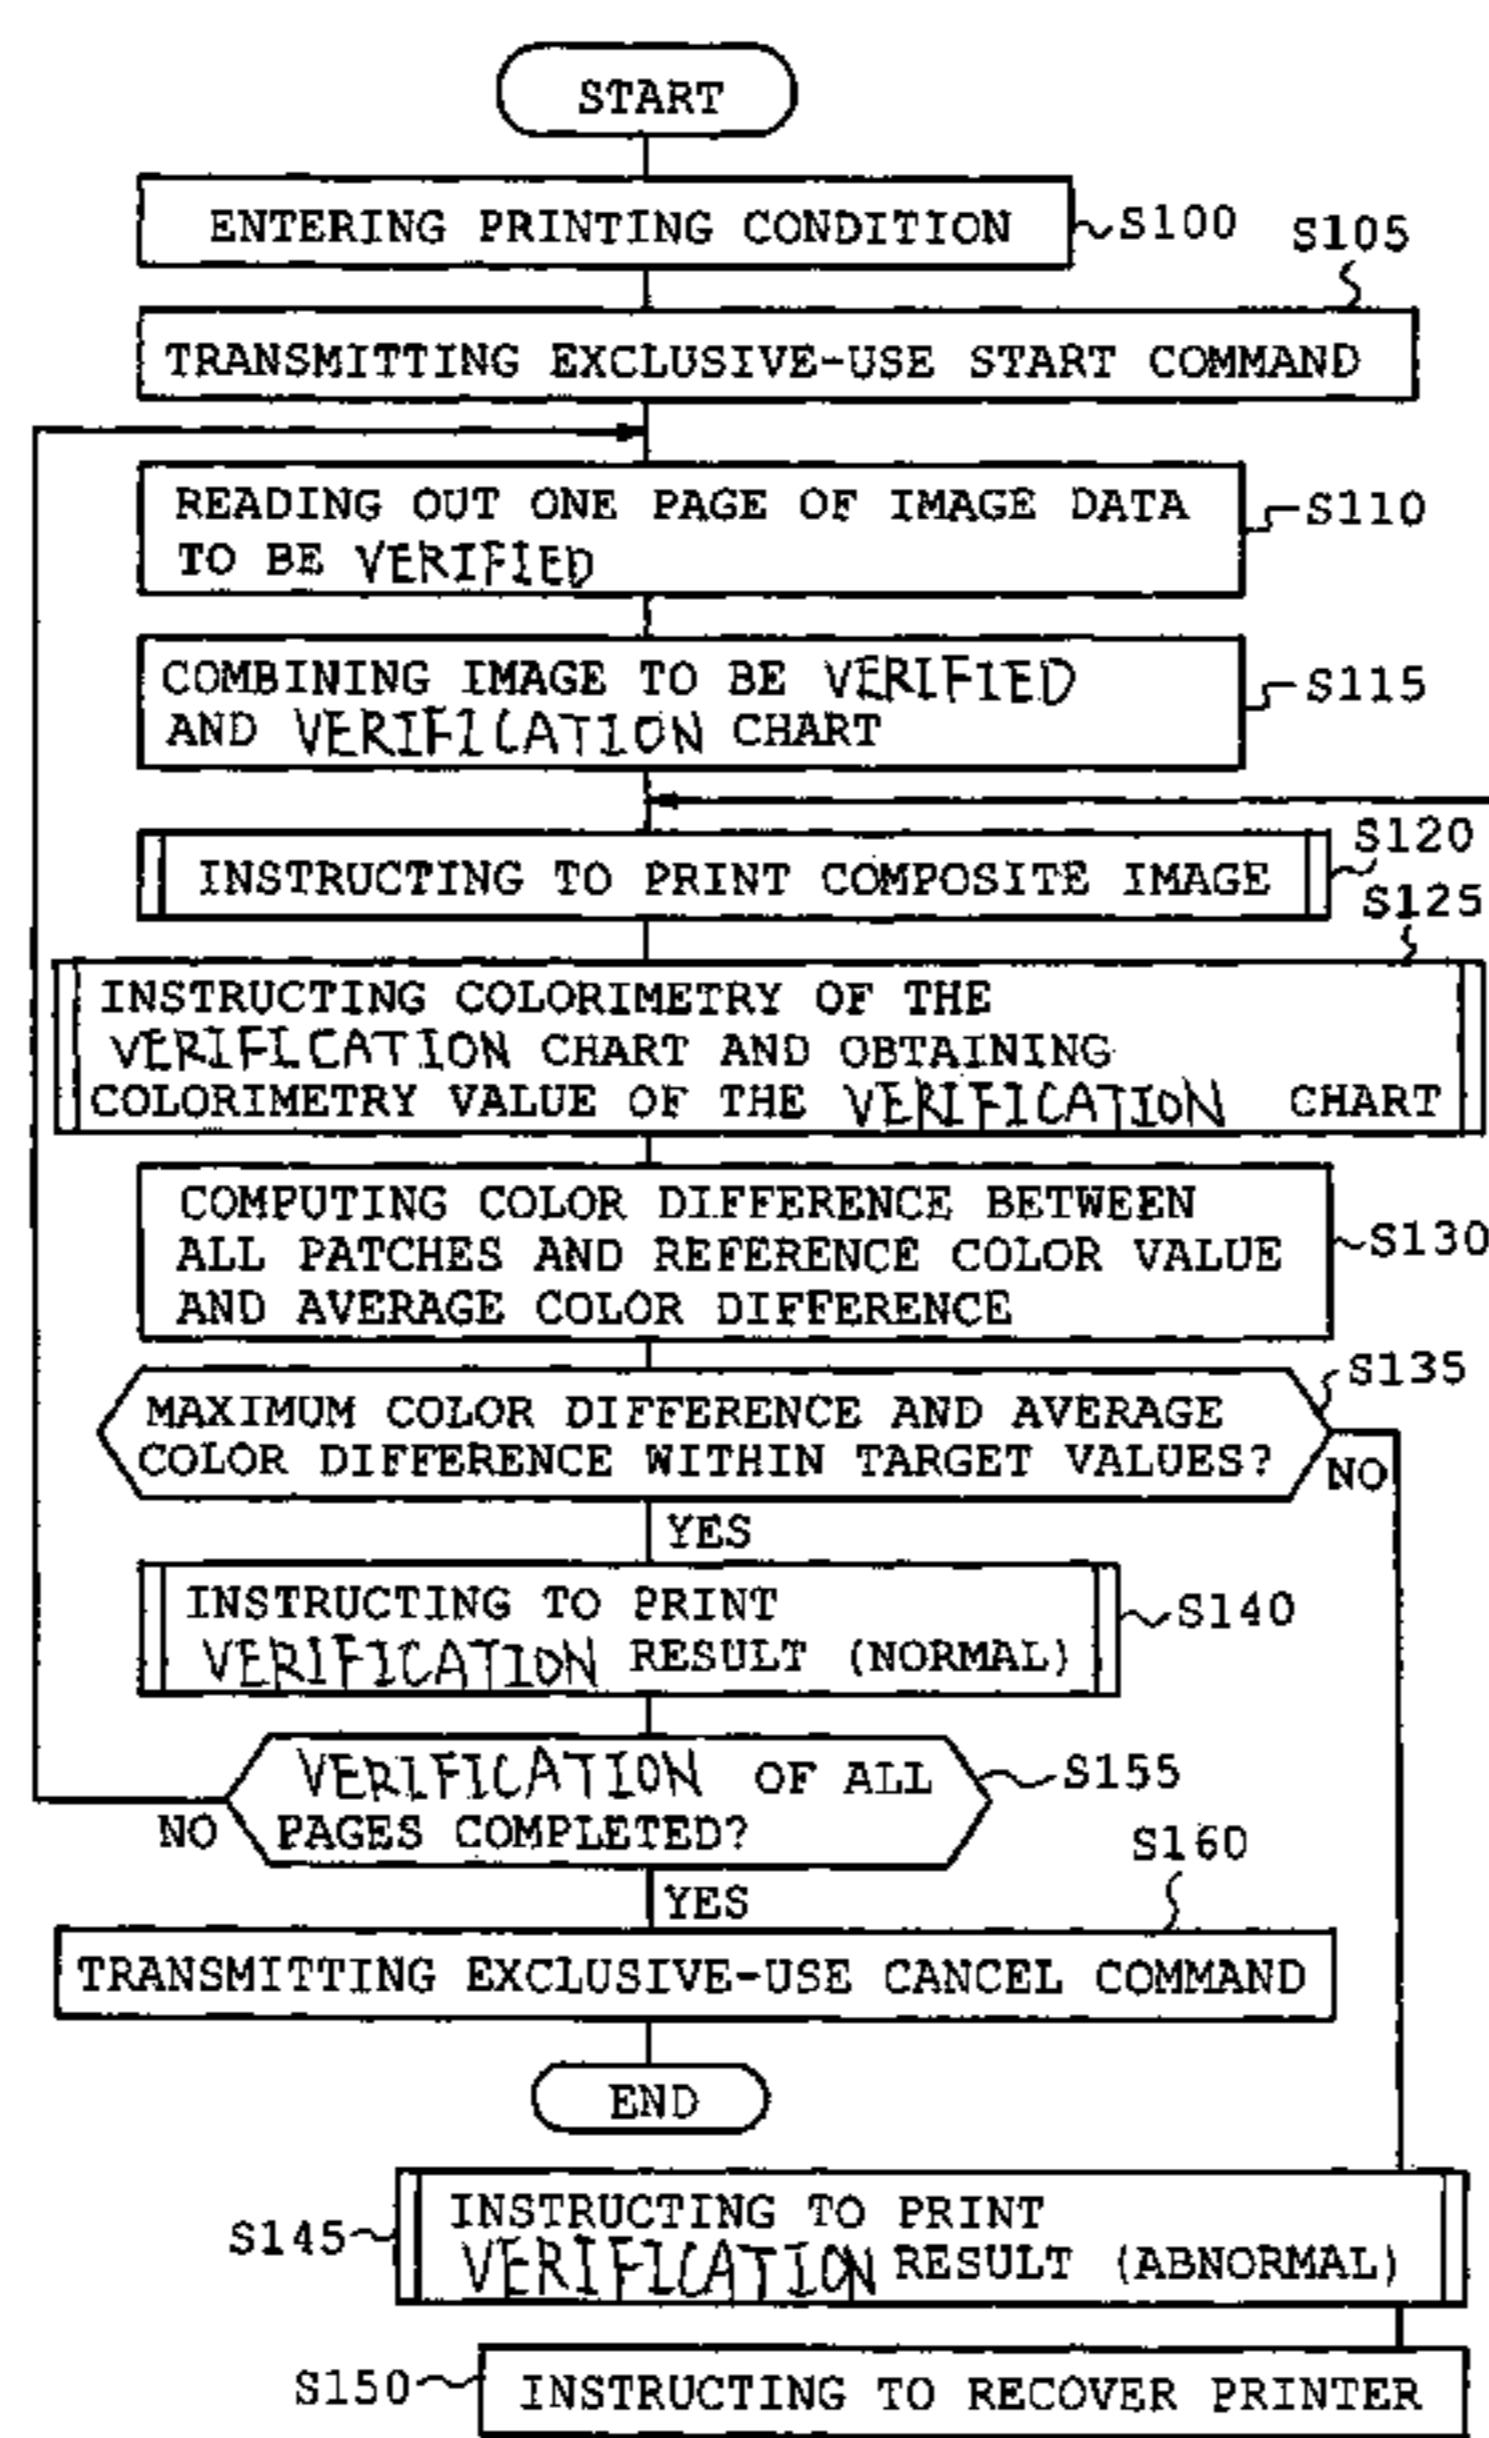 START
ENTERING PRINTING CONDITION
S100
S105
TRANSMITTING EXCLUSIVE-USE START COMMAND
READING OUT ONE PAGE OF IMAGE DATA
TO BE VERIFIED
S110
COMBINING IMAGE TO BE VERIFIED
AND VERIFICATION CHART
S115
INSTRUCTING TO PRINT COMPOSITE IMAGE
S120
S125
INSTRUCTING COLORIMETRY OF THE
VERIFICATION CHART AND OBTAINING
COLORIMETRY VALUE OF THE VERIFICATION CHART
COMPUTING COLOR DIFFERENCE BETWEEN
ALL PATCHES AND REFERENCE COLOR VALUE
AND AVERAGE COLOR DIFFERENCE
S130
S135
MAXIMUM COLOR DIFFERENCE AND AVERAGE
COLOR DIFFERENCE WITHIN TARGET VALUES?
NO
YES
INSTRUCTING TO PRINT
VERIFICATION RESULT (NORMAL)
S140
VERIFICATION OF ALL
PAGES COMPLETED?
S155
NO
YES
S160
TRANSMITTING EXCLUSIVE-USE CANCEL COMMAND
END
S145
INSTRUCTING TO PRINT
VERIFICATION RESULT (ABNORMAL)
S150
INSTRUCTING TO RECOVER PRINTER